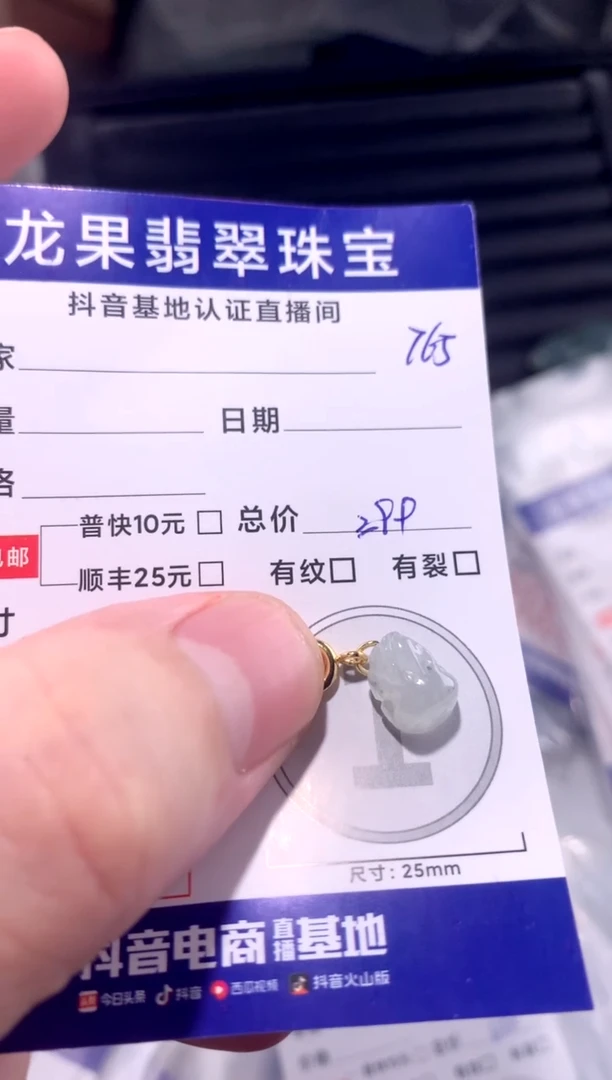 龙果翡翠珠宝
抖音基地认证直播间
765
家
量 日期
格
普快10元 总价 299
包邮
顺丰25元 有纹 有裂
寸
1
尺寸：25mm
抖音电商直播基地
今日头条 抖音 西瓜视频 抖音火山版